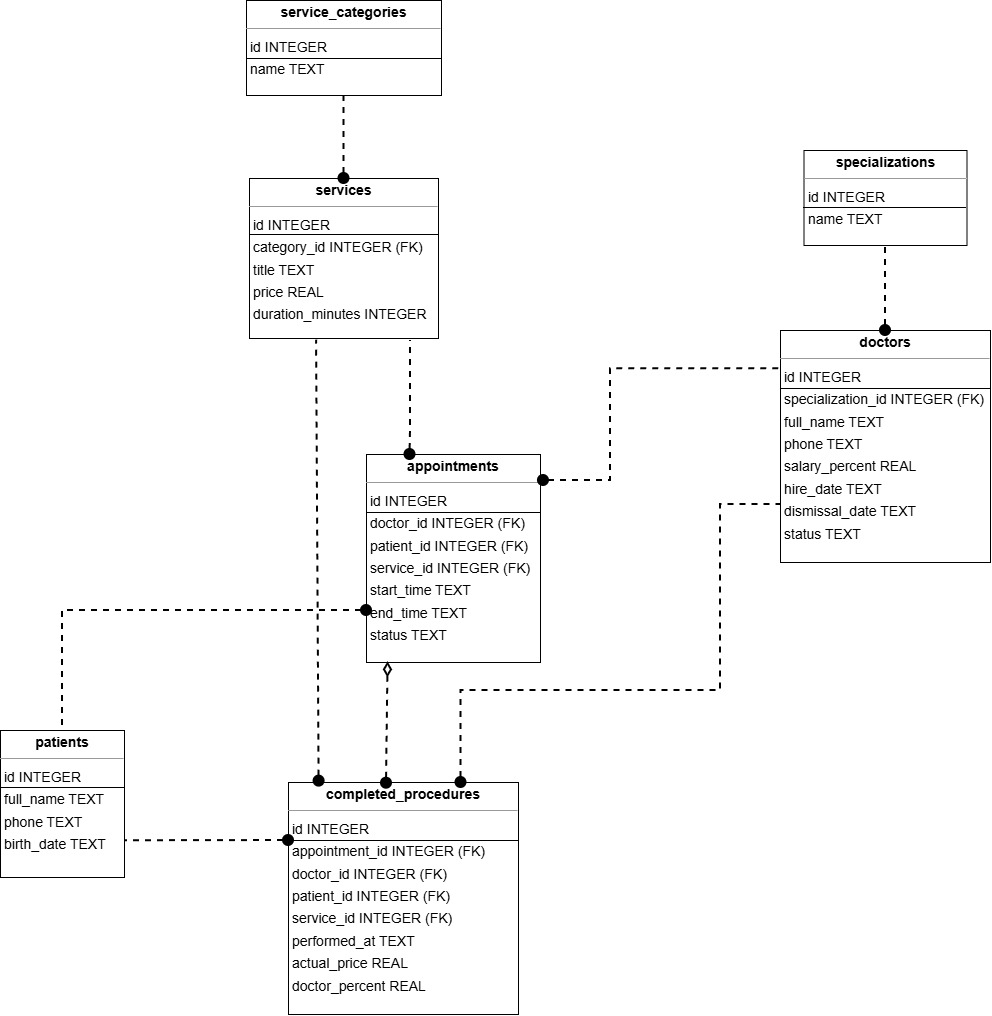 service_categories
id INTEGER
name TEXT
services
id INTEGER
category_id INTEGER (FK)
title TEXT
price REAL
duration_minutes INTEGER
specializations
id INTEGER
name TEXT
doctors
id INTEGER
specialization_id INTEGER (FK)
full_name TEXT
phone TEXT
salary_percent REAL
hire_date TEXT
dismissal_date TEXT
status TEXT
appointments
id INTEGER
doctor_id INTEGER (FK)
patient_id INTEGER (FK)
service_id INTEGER (FK)
start_time TEXT
end_time TEXT
status TEXT
patients
id INTEGER
full_name TEXT
phone TEXT
birth_date TEXT
completed_procedures
id INTEGER
appointment_id INTEGER (FK)
doctor_id INTEGER (FK)
patient_id INTEGER (FK)
service_id INTEGER (FK)
performed_at TEXT
actual_price REAL
doctor_percent REAL